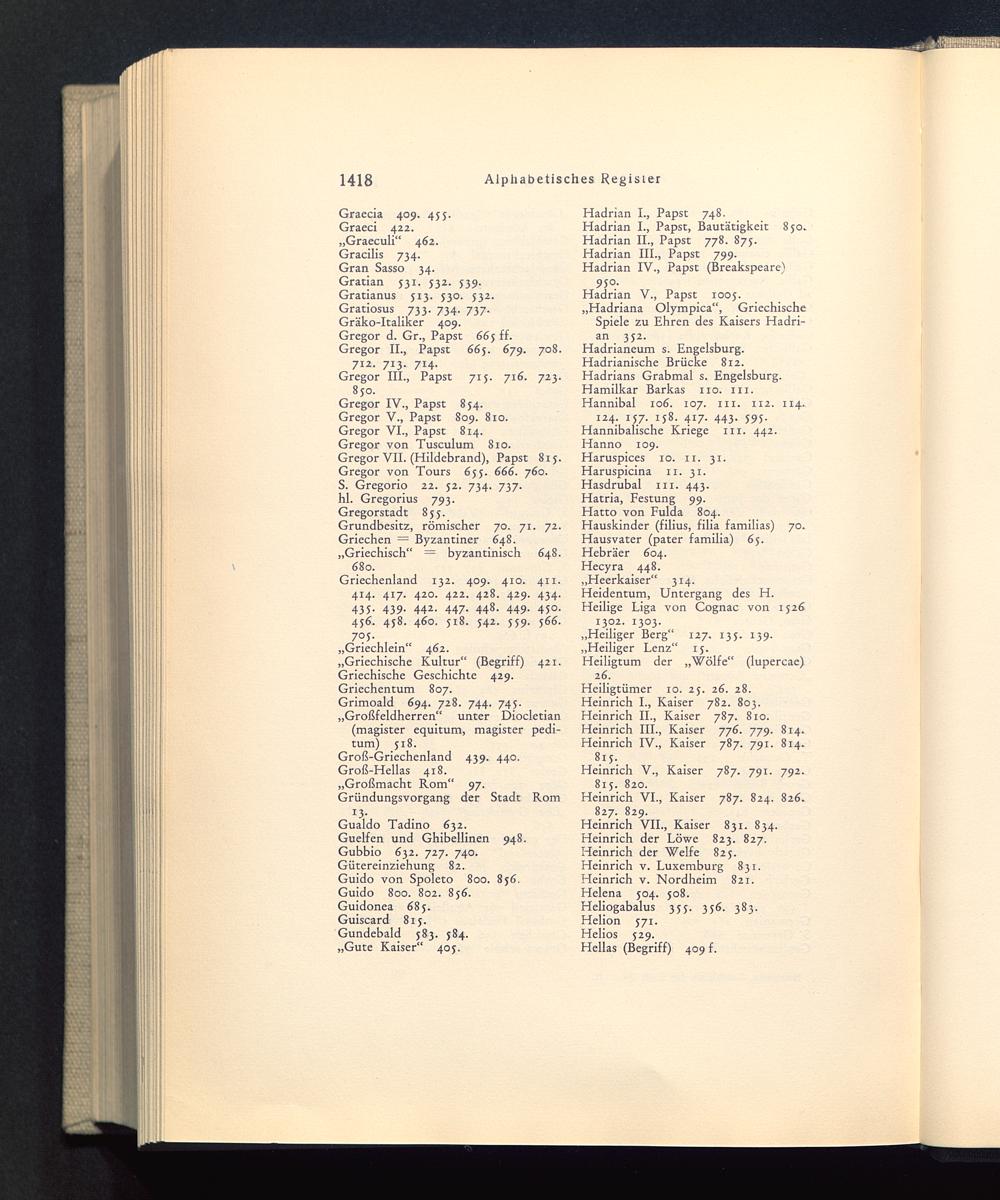 1418
Alphabetisches Register
Graecia 409. 455.
Graeci 422.
„Graeculi“ 462.
Gracilis 734.
Gran Sasso 34.
Gratian 531. 532. 539.
Gratianus 513. 530. 532.
Gratiosus 733. 734. 737.
Gräko-Italiker 409.
Gregor d. Gr., Papst 665 ff.
Gregor II., Papst 665. 679. 708.
712. 713. 714.
Gregor III., Papst 715. 716. 723.
850.
Gregor IV., Papst 854.
Gregor V., Papst 809. 810.
Gregor VI., Papst 814.
Gregor von Tusculum 810.
Gregor VII. (Hildebrand), Papst 815.
Gregor von Tours 655. 666. 760.
S. Gregorio 22. 52. 734. 737.
hl. Gregorius 793.
Gregorstadt 855.
Grundbesitz, römischer 70. 71. 72.
Griechen = Byzantiner 648.
„Griechisch“ = byzantinisch 648.
680.
Griechenland 132. 409. 410. 411.
414. 417. 420. 422. 428. 429. 434.
435. 439. 442. 447. 448. 449. 450.
456. 458. 460. 518. 542. 559. 566.
705.
„Griechlein“ 462.
„Griechische Kultur“ (Begriff) 421.
Griechische Geschichte 429.
Griechentum 807.
Grimoald 694. 728. 744. 745.
„Großfeldherren“ unter Diocletian
(magister equitum, magister pedi-
tum) 518.
Groß-Griechenland 439. 440.
Groß-Hellas 418.
„Großmacht Rom“ 97.
Gründungsvorgang der Stadt Rom
13.
Gualdo Tadino 632.
Guelfen und Ghibellinen 948.
Gubbio 632. 727. 740.
Gütereinziehung 82.
Guido von Spoleto 800. 856.
Guido 800. 802. 856.
Guidonea 685.
Guiscard 815.
Gundebald 583. 584.
„Gute Kaiser“ 405.
Hadrian I., Papst 748.
Hadrian I., Papst, Bautätigkeit 850.
Hadrian II., Papst 778. 875.
Hadrian III., Papst 799.
Hadrian IV., Papst (Breakspeare)
950.
Hadrian V., Papst 1005.
„Hadriana Olympica“, Griechische
Spiele zu Ehren des Kaisers Hadri-
an 352.
Hadrianeum s. Engelsburg.
Hadrianische Brücke 812.
Hadrians Grabmal s. Engelsburg.
Hamilkar Barkas 110. 111.
Hannibal 106. 107. 111. 112. 114.
124. 157. 158. 417. 443. 595.
Hannibalische Kriege 111. 442.
Hanno 109.
Haruspices 10. 11. 31.
Haruspicina 11. 31.
Hasdrubal 111. 443.
Hatria, Festung 99.
Hatto von Fulda 804.
Hauskinder (filius, filia familias) 70.
Hausvater (pater familia) 65.
Hebräer 604.
Hecyra 448.
„Heerkaiser“ 314.
Heidentum, Untergang des H.
Heilige Liga von Cognac von 1526
1302. 1303.
„Heiliger Berg“ 127. 135. 139.
„Heiliger Lenz“ 15.
Heiligtum der „Wölfe“ (lupercae)
26.
Heiligtümer 10. 25. 26. 28.
Heinrich I., Kaiser 782. 803.
Heinrich II., Kaiser 787. 810.
Heinrich III., Kaiser 776. 779. 814.
Heinrich IV., Kaiser 787. 791. 814.
815.
Heinrich V., Kaiser 787. 791. 792.
815. 820.
Heinrich VI., Kaiser 787. 824. 826.
827. 829.
Heinrich VII., Kaiser 831. 834.
Heinrich der Löwe 823. 827.
Heinrich der Welfe 825.
Heinrich v. Luxemburg 831.
Heinrich v. Nordheim 821.
Helena 504. 508.
Heliogabalus 355. 356. 383.
Helion 571.
Helios 529.
Hellas (Begriff) 409 f.